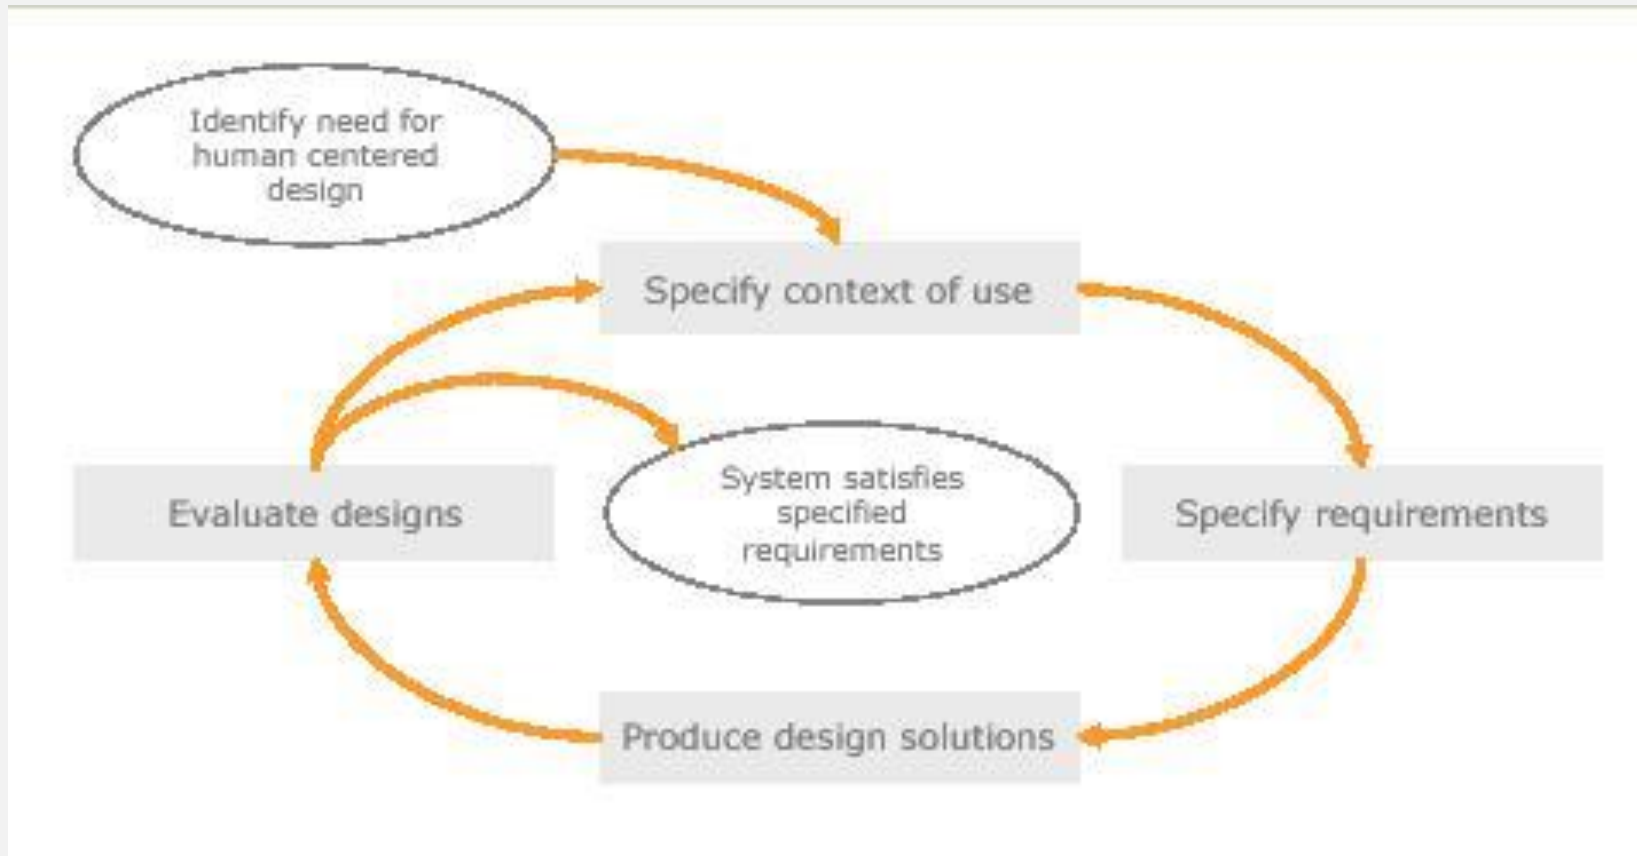 Identify need for
human centered
design
Specify context of use
Evaluate designs
System satisfies
specified
requirements
Specify requirements
Produce design solutions